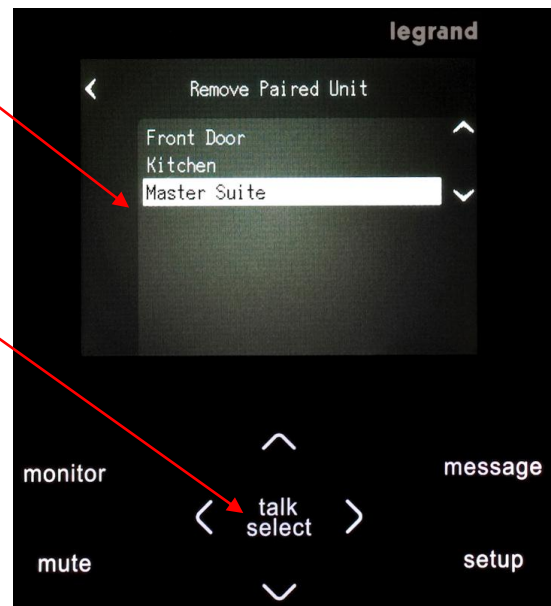 legrand
Remove Paired Unit
Front Door
Kitchen
Master Suite
monitor
message
talk
select
mute
setup